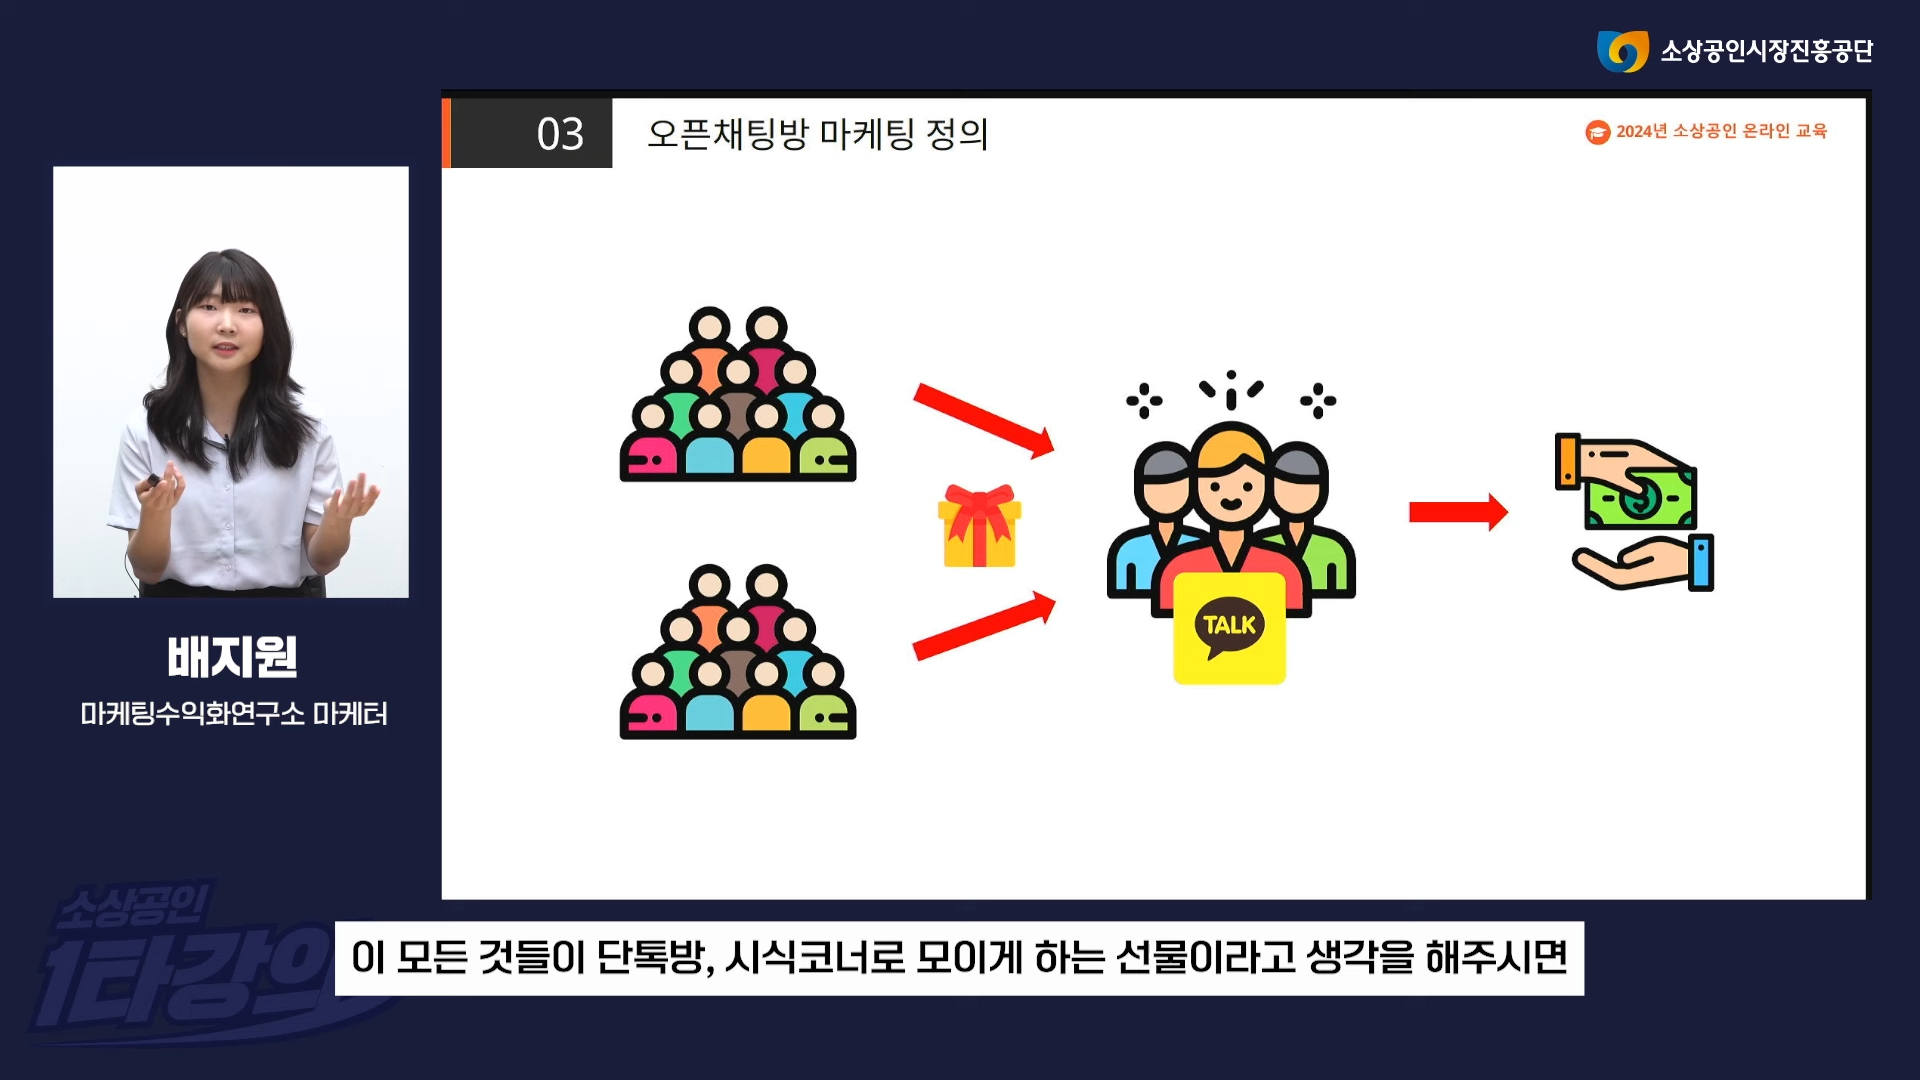 소상공인시장진흥공단
03
오픈채팅방 마케팅 정의
2024년 소상공인 온라인 교육
TALK
배지원
마케팅수익화연구소 마케터
소상공인
1타강의
이 모든 것들이 단톡방, 시식코너로 모이게 하는 선물이라고 생각을 해주시면